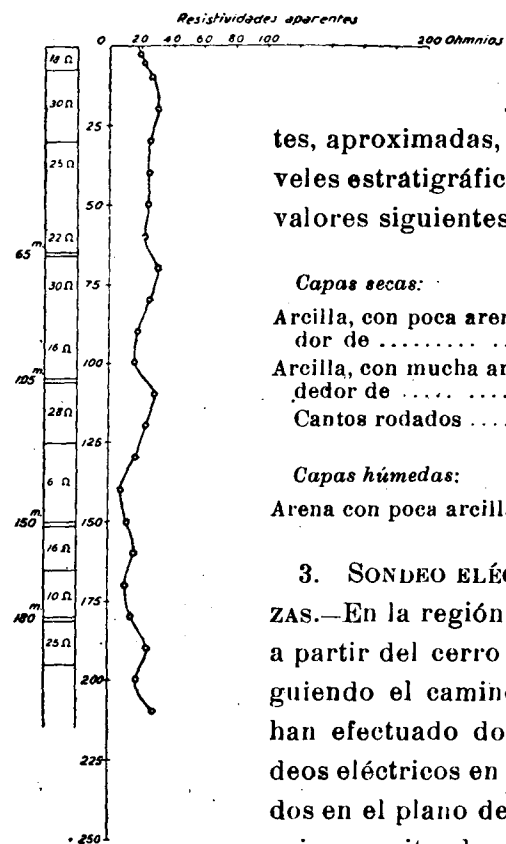 Resistividades aparentes
0 20 40 60 80 100 200 Ohmnios
18 Ω
30 Ω
25
25 Ω
50
22 Ω
65 m.
30 Ω
75
16 Ω
100
105 m.
28 Ω
125
6 Ω
150 m.
150
16 Ω
10 Ω
175
180 m.
25 Ω
200
225
250
tes, aproximadas,
veles estratigráfic
valores siguientes
Capas secas:
Arcilla, con poca aren
dor de ........
Arcilla, con mucha ar
dedor de .....
Cantos rodados ....
Capas húmedas:
Arena con poca arcill
3. SONDEO ELÉC
ZAS.—En la región
a partir del cerro
guiendo el camin
han efectuado do
deos eléctricos en
dos en el plano de